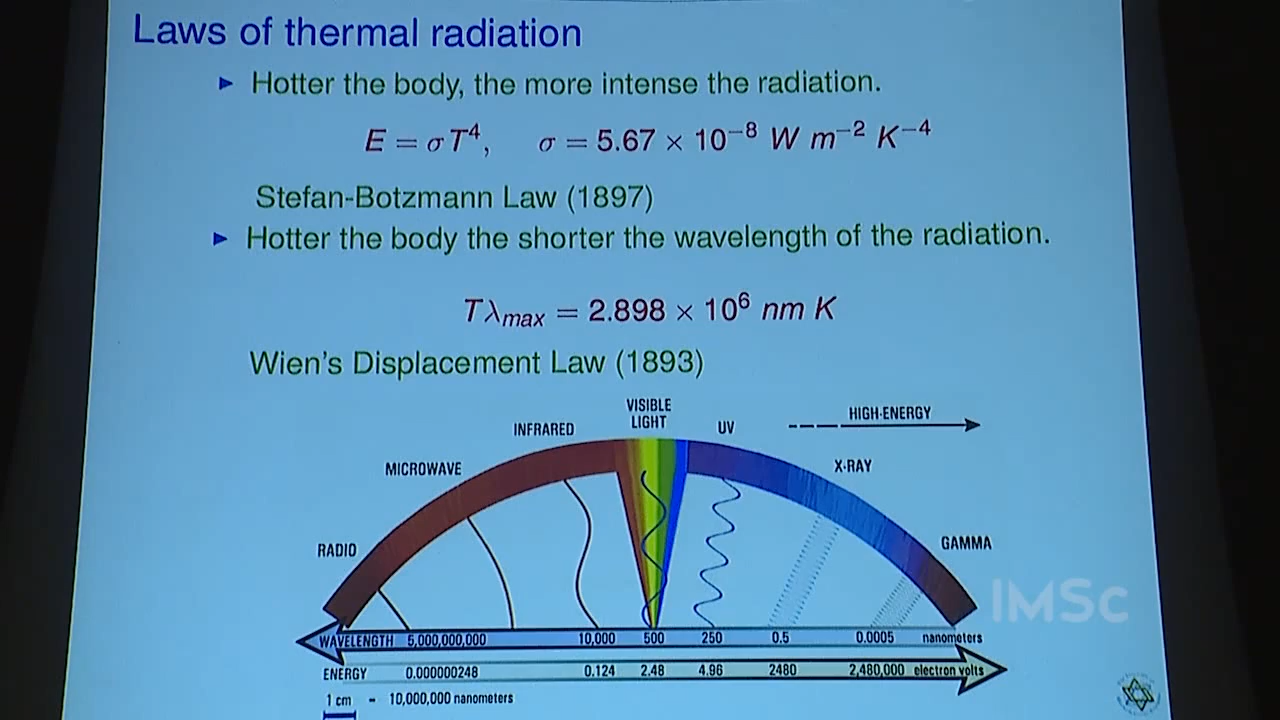 Laws of thermal radiation
► Hotter the body, the more intense the radiation.
E = σT⁴, σ = 5.67 × 10⁻⁸ W m⁻² K⁻⁴
Stefan-Botzmann Law (1897)
► Hotter the body the shorter the wavelength of the radiation.
Tλmax = 2.898 × 10⁶ nm K
Wien's Displacement Law (1893)
VISIBLE
LIGHT
HIGH-ENERGY
INFRARED
UV
MICROWAVE
X-RAY
RADIO
GAMMA
IMSc
WAVELENGTH 5,000,000,000 10,000 500 250 0.5 0.0005 nanometers
ENERGY 0.000000248 0.124 2.48 4.96 2480 2,480,000 electron volts
1 cm - 10,000,000 nanometers